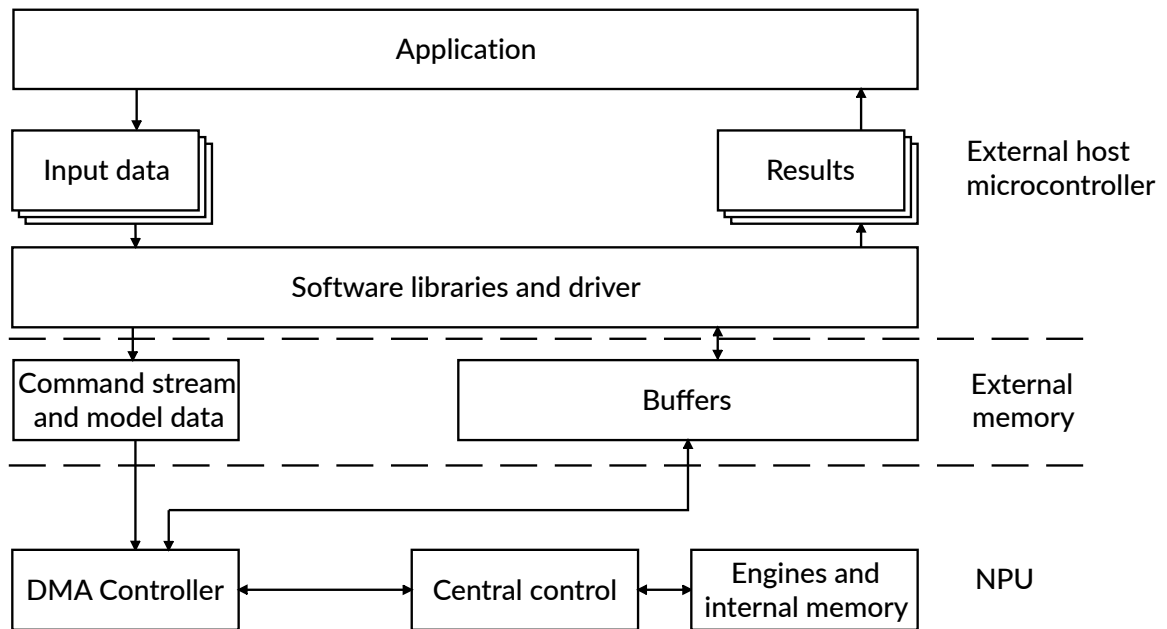 Application
Input data
Results
External host
microcontroller
Software libraries and driver
Command stream
and model data
Buffers
External
memory
DMA Controller
Central control
Engines and
internal memory
NPU